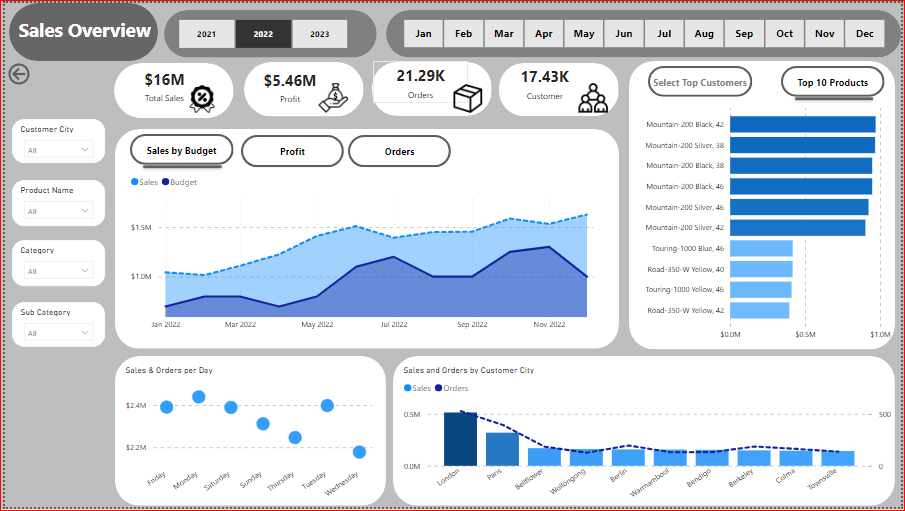 Sales Overview
2021
2022
2023
Jan
Feb
Mar
Apr
May
Jun
Jul
Aug
Sep
Oct
Nov
Dec
$16M
Total Sales
$5.46M
Profit
21.29K
Orders
17.43K
Customer
Select Top Customers
Top 10 Products
Customer City
All
Product Name
All
Category
All
Sub Category
All
Sales by Budget
Profit
Orders
Sales
Budget
$1.5M
$1.0M
Jan 2022
Mar 2022
May 2022
Jul 2022
Sep 2022
Nov 2022
Mountain-200 Black, 42
Mountain-200 Silver, 38
Mountain-200 Black, 38
Mountain-200 Black, 46
Mountain-200 Silver, 46
Mountain-200 Silver, 42
Touring-1000 Blue, 46
Road-350-W Yellow, 40
Touring-1000 Yellow, 46
Road-350-W Yellow, 42
$0.0M
$0.5M
$1.0M
Sales & Orders per Day
$2.4M
$2.2M
Friday
Monday
Saturday
Sunday
Thursday
Tuesday
Wednesday
Sales and Orders by Customer City
Sales
Orders
0.5M
0.0M
500
0
London
Paris
Bellflower
Wollongong
Berlin
Warrnambool
Bendigo
Berkeley
Colma
Townsville